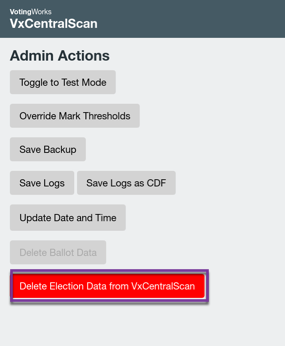 VotingWorks
VxCentralScan
Admin Actions
Toggle to Test Mode
Override Mark Thresholds
Save Backup
Save Logs Save Logs as CDF
Update Date and Time
Delete Ballot Data
Delete Election Data from VxCentralScan